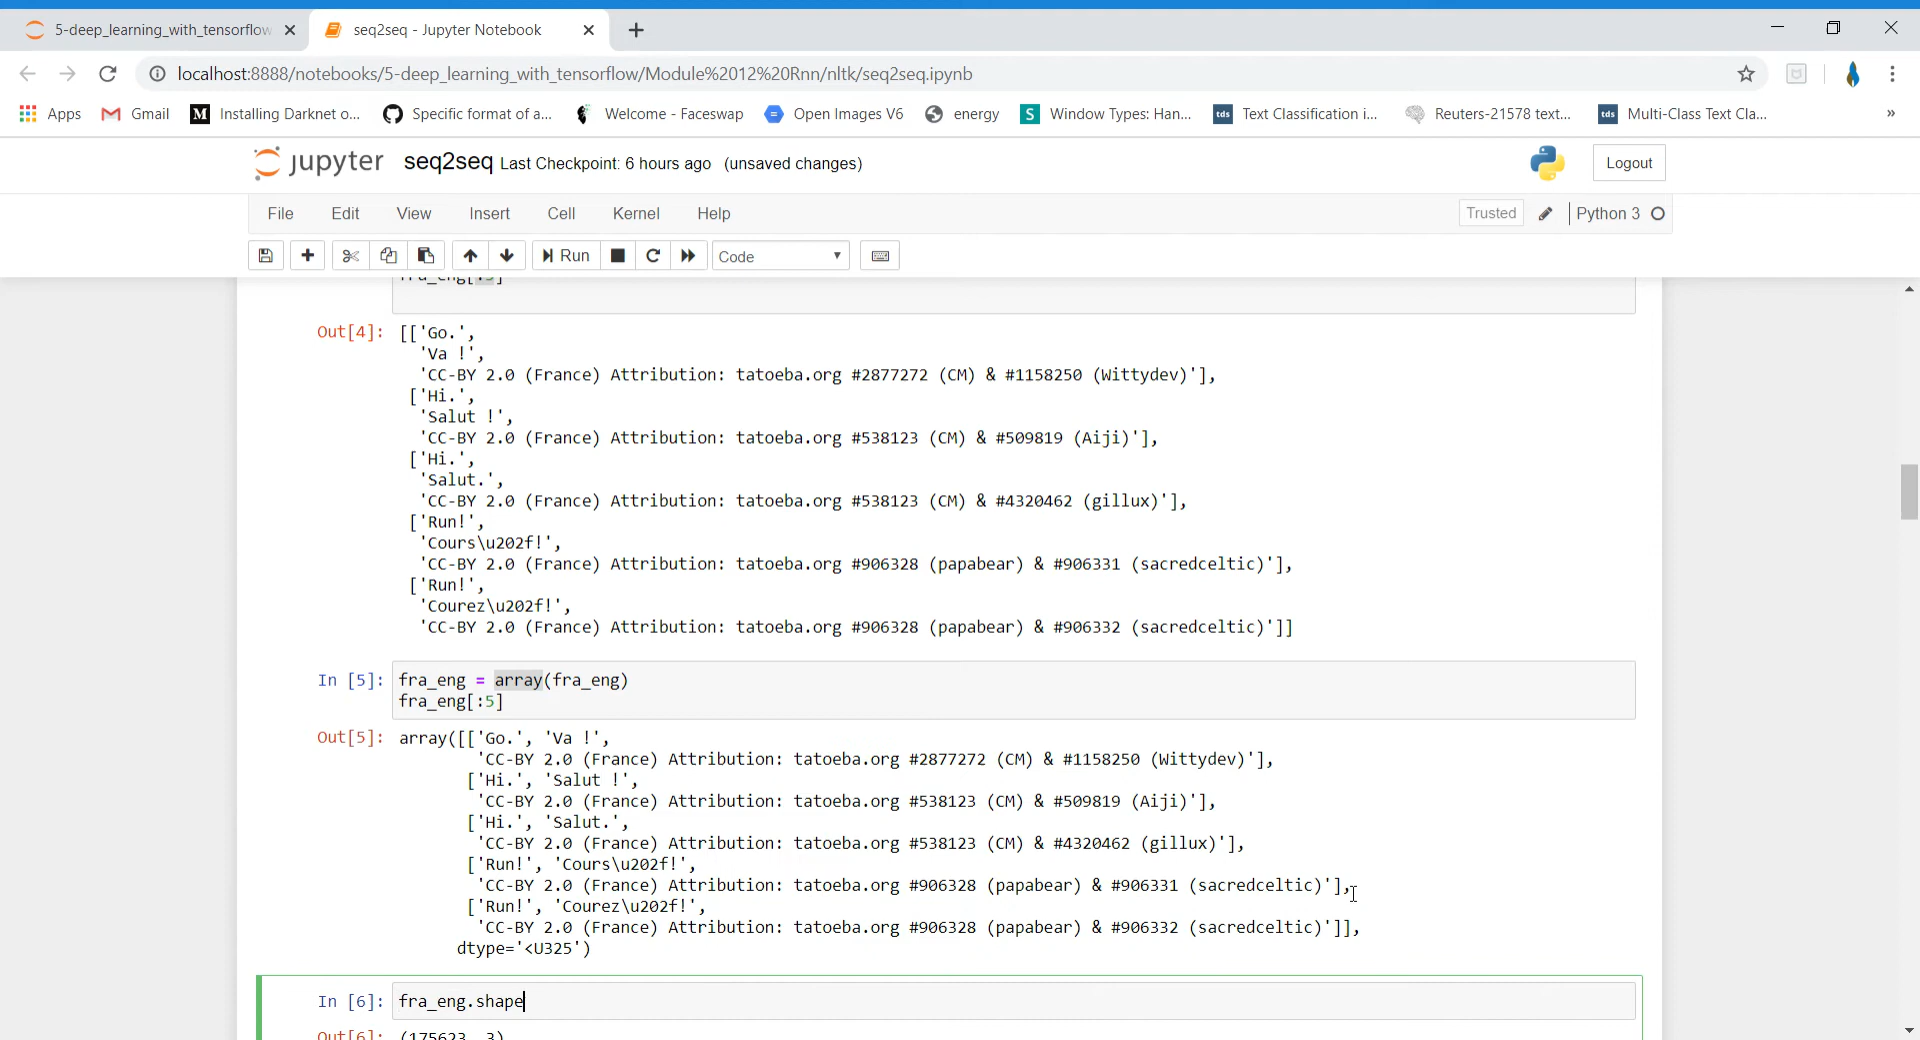 5-deep_learning_with_tensorflow
seq2seq - Jupyter Notebook
localhost:8888/notebooks/5-deep_learning_with_tensorflow/Module%2012%20Rnn/nltk/seq2seq.ipynb
Apps Gmail M Installing Darknet o... Specific format of a... Welcome - Faceswap Open Images V6 energy S Window Types: Han... tds Text Classification i... Reuters-21578 text... tds Multi-Class Text Cla... »
jupyter seq2seq Last Checkpoint: 6 hours ago (unsaved changes) Logout
File Edit View Insert Cell Kernel Help Trusted Python 3
Run Code
fra_eng[:5]
Out[4]: [['Go.',
'Va !',
'CC-BY 2.0 (France) Attribution: tatoeba.org #2877272 (CM) & #1158250 (Wittydev)'],
['Hi.',
'Salut !',
'CC-BY 2.0 (France) Attribution: tatoeba.org #538123 (CM) & #509819 (Aiji)'],
['Hi.',
'Salut.',
'CC-BY 2.0 (France) Attribution: tatoeba.org #538123 (CM) & #4320462 (gillux)'],
['Run!',
'Cours\u202f!',
'CC-BY 2.0 (France) Attribution: tatoeba.org #906328 (papabear) & #906331 (sacredceltic)'],
['Run!',
'Courez\u202f!',
'CC-BY 2.0 (France) Attribution: tatoeba.org #906328 (papabear) & #906332 (sacredceltic)']]
In [5]: fra_eng = array(fra_eng)
fra_eng[:5]
Out[5]: array([['Go.', 'Va !',
'CC-BY 2.0 (France) Attribution: tatoeba.org #2877272 (CM) & #1158250 (Wittydev)'],
['Hi.', 'Salut !',
'CC-BY 2.0 (France) Attribution: tatoeba.org #538123 (CM) & #509819 (Aiji)'],
['Hi.', 'Salut.',
'CC-BY 2.0 (France) Attribution: tatoeba.org #538123 (CM) & #4320462 (gillux)'],
['Run!', 'Cours\u202f!',
'CC-BY 2.0 (France) Attribution: tatoeba.org #906328 (papabear) & #906331 (sacredceltic)'],
['Run!', 'Courez\u202f!',
'CC-BY 2.0 (France) Attribution: tatoeba.org #906328 (papabear) & #906332 (sacredceltic)']],
dtype='<U325')
In [6]: fra_eng.shape
Out[6]: (175623, 3)